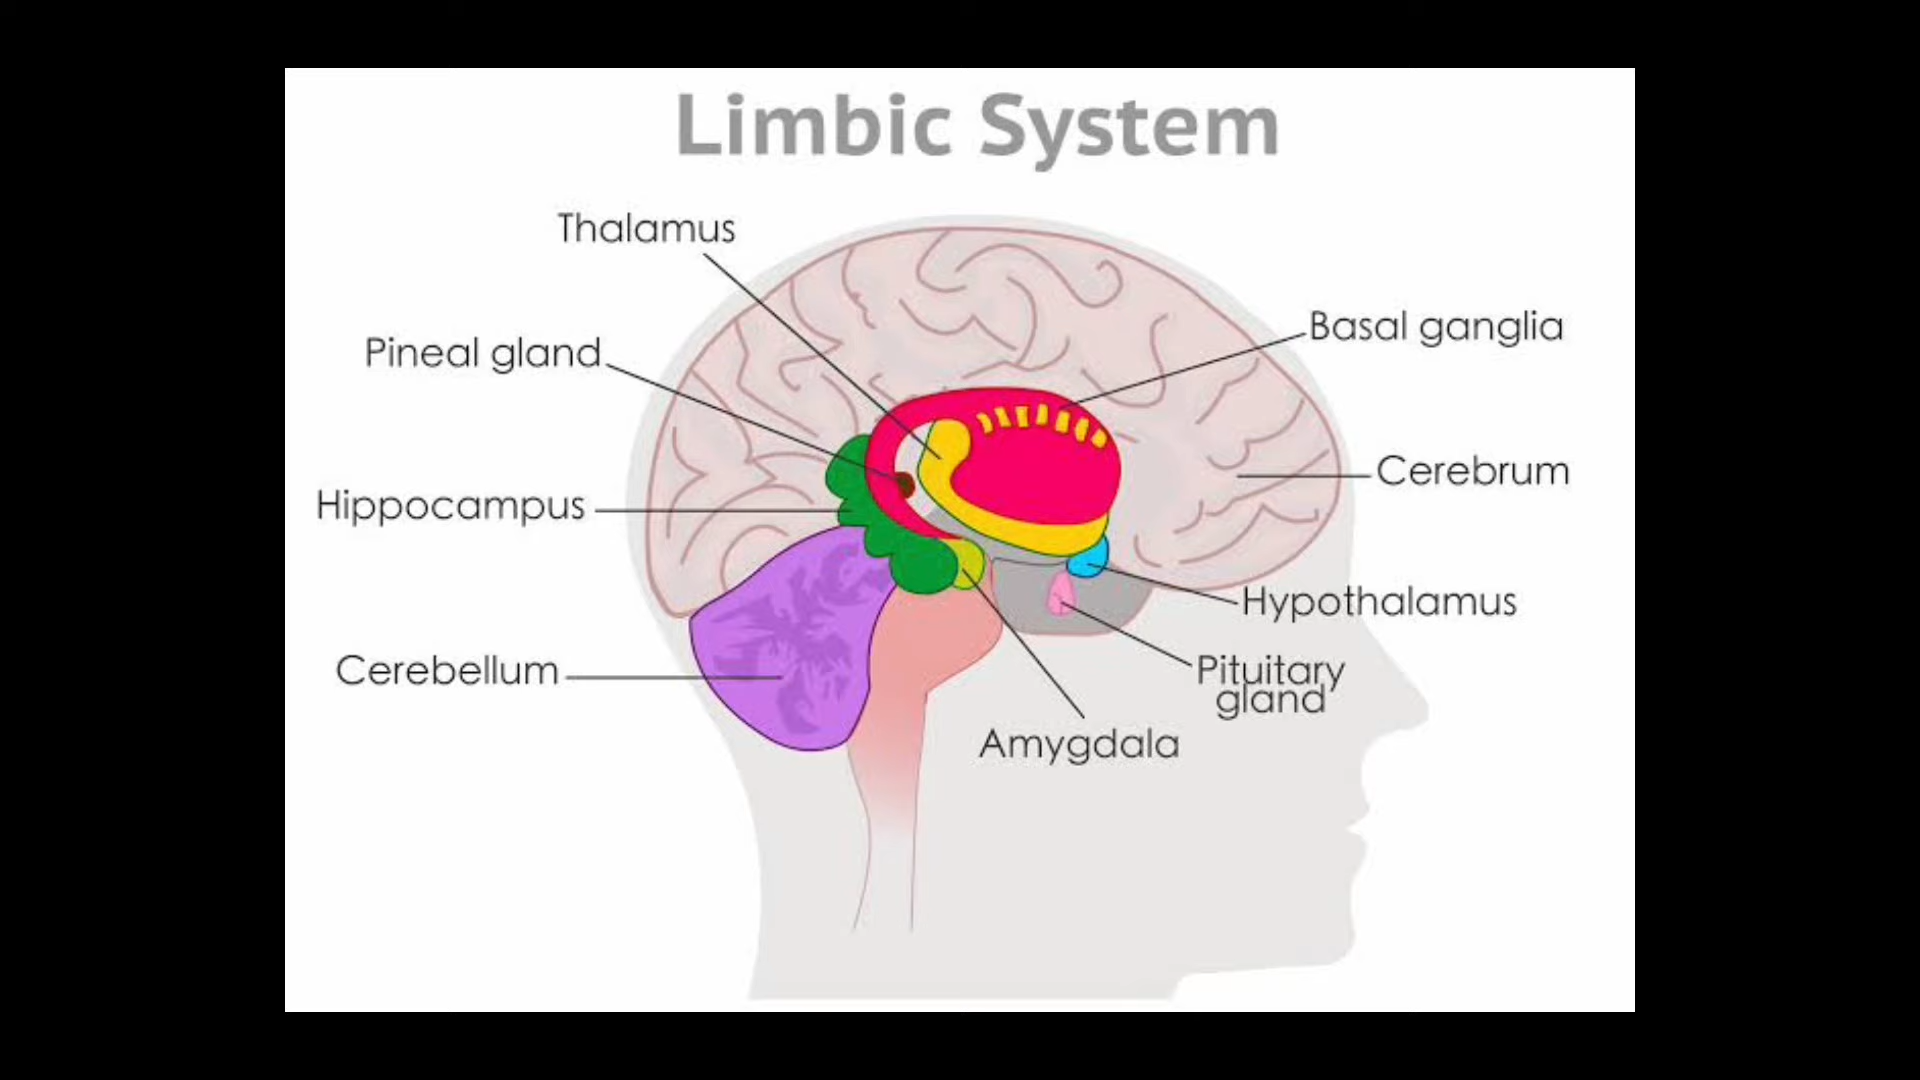 Limbic System
Thalamus
Basal ganglia
Pineal gland
Cerebrum
Hippocampus
Hypothalamus
Cerebellum
Pituitary
gland
Amygdala